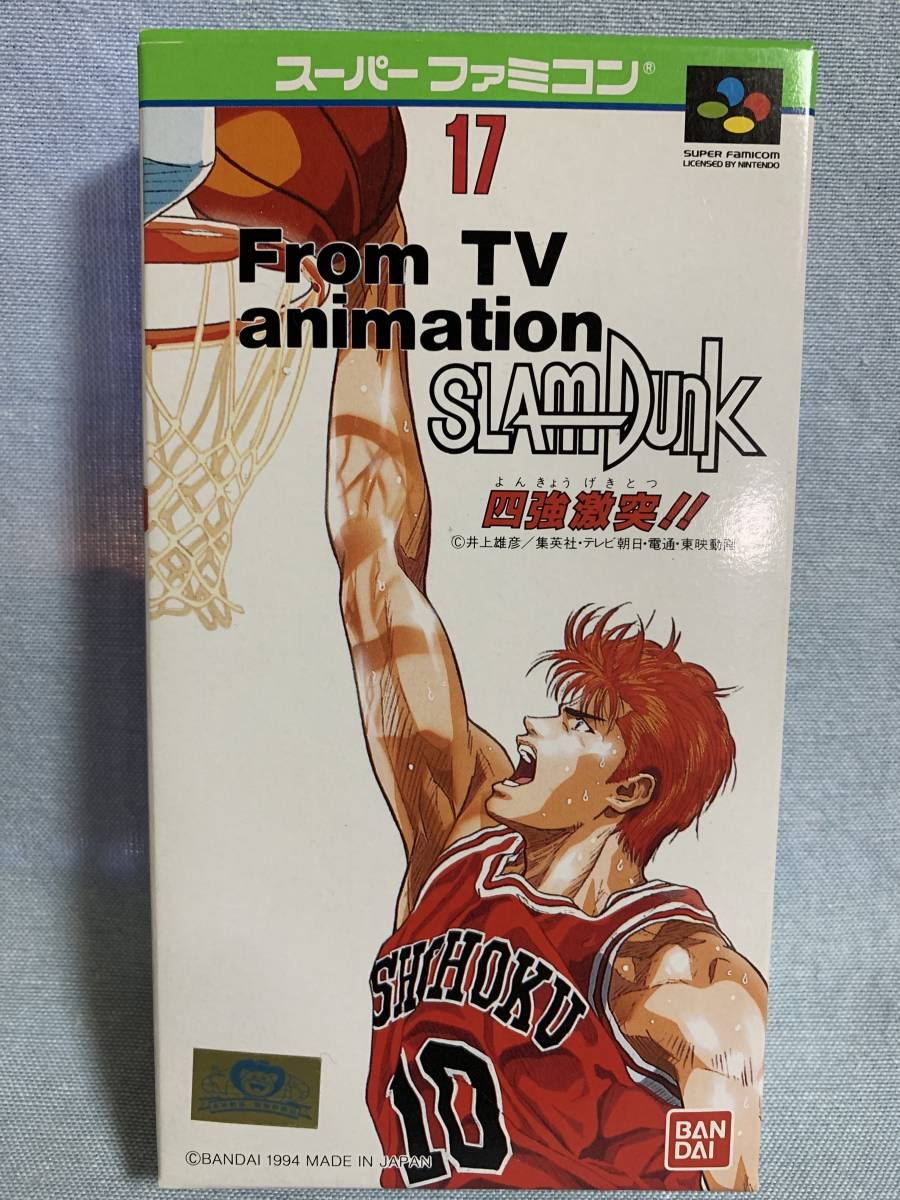 スーパーファミコン®
SUPER FAMICOM
LICENSED BY NINTENDO
17
From TV
animation
SLAM DUNK
よんきょう げきとつ
四強激突!!
©井上雄彦/集英社・テレビ朝日・電通・東映動画
SHOHOKU
10
©BANDAI 1994 MADE IN JAPAN
BAN
DAI